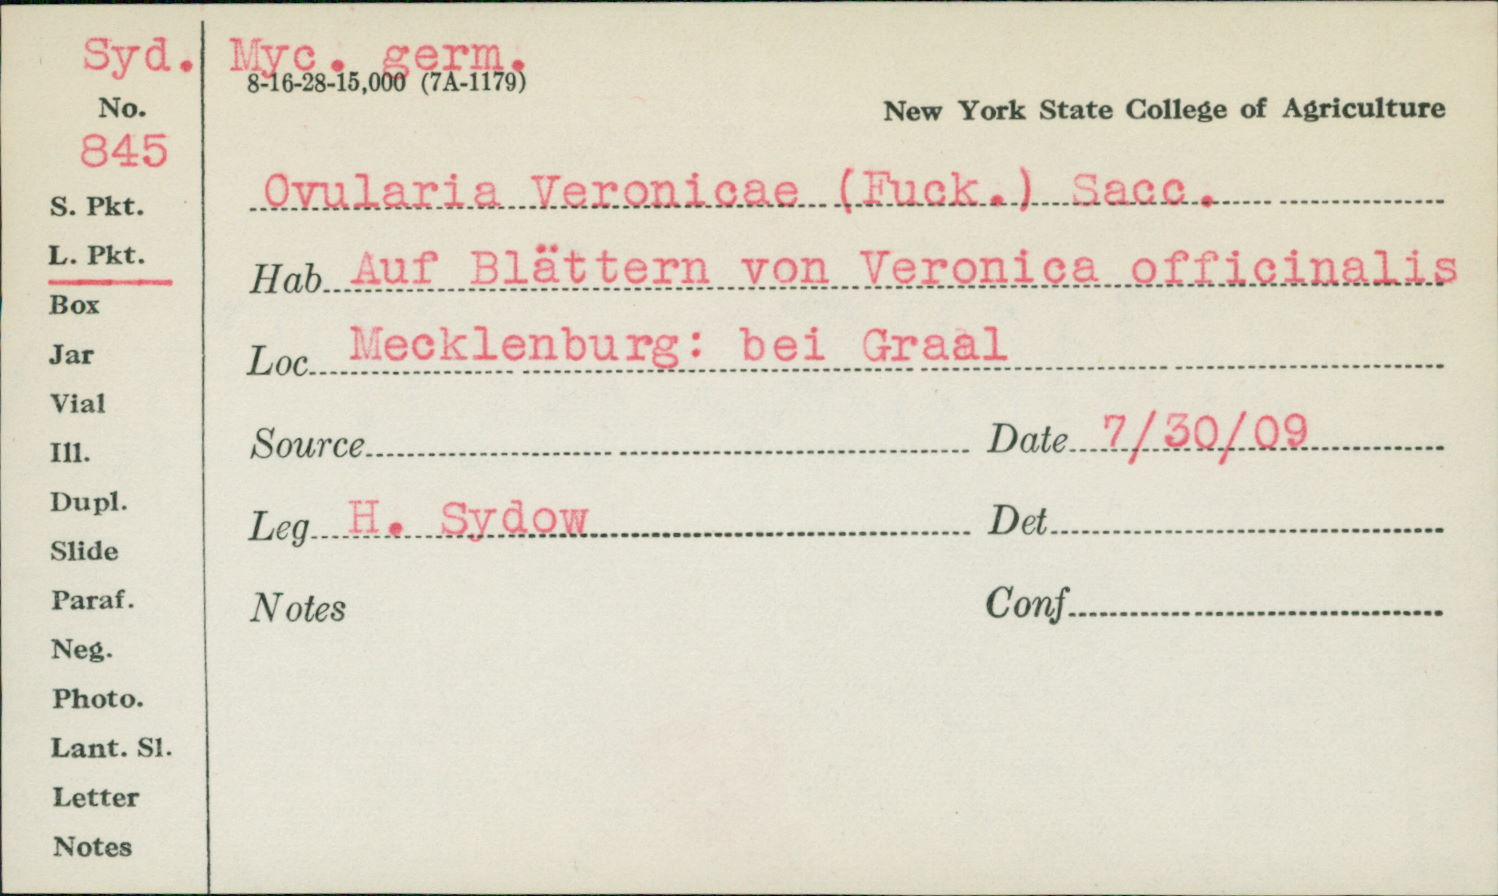 Syd. Myc. germ.
8-16-28-15,000 (7A-1179)
No.
New York State College of Agriculture
845
Ovularia Veronicae (Fuck.) Sacc.
S. Pkt.
L. Pkt.
Hab Auf Blättern von Veronica officinalis
Box
Jar
Loc Mecklenburg: bei Graal
Vial
Ill.
Source Date 7/30/09
Dupl.
Leg H. Sydow Det
Slide
Paraf.
Notes Conf
Neg.
Photo.
Lant. Sl.
Letter
Notes